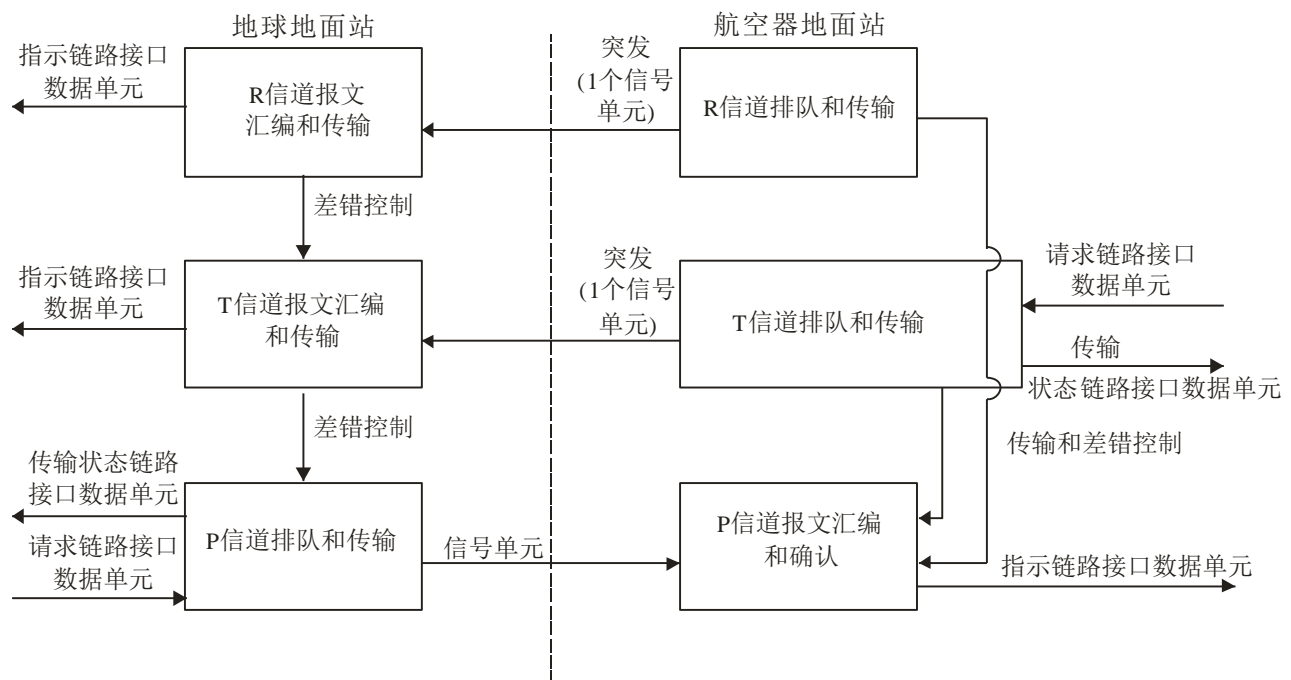 地球地面站
航空器地面站
指示链路接口
数据单元
R信道报文
汇编和传输
突发
(1个信号
单元)
R信道排队和传输
差错控制
指示链路接口
数据单元
T信道报文汇编
和传输
突发
(1个信号
单元)
T信道排队和传输
请求链路接口
数据单元
传输
状态链路接口数据单元
差错控制
传输和差错控制
传输状态链路
接口数据单元
请求链路接口
数据单元
P信道排队和传输
信号单元
P信道报文汇编
和确认
指示链路接口数据单元